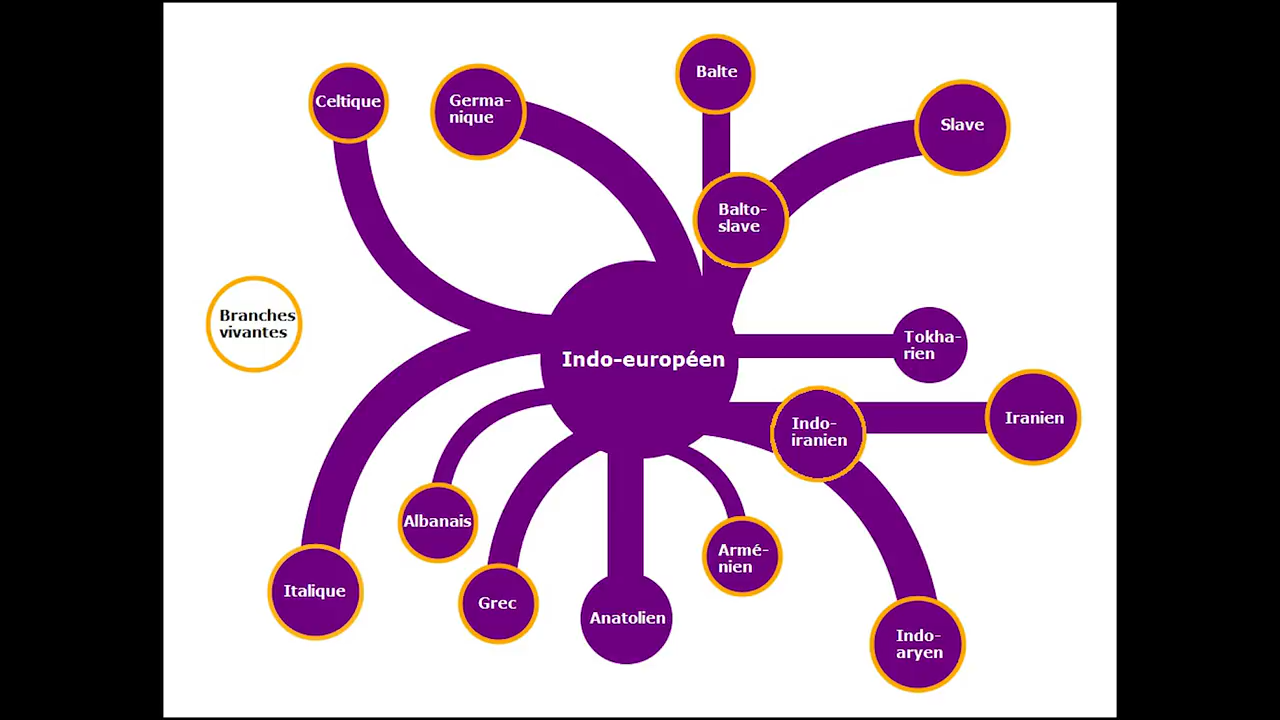 Balte
Celtique
Germa-
nique
Slave
Balto-
slave
Branches
vivantes
Tokha-
rien
Indo-européen
Indo-
iranien
Iranien
Albanais
Armé-
nien
Italique
Grec
Anatolien
Indo-
aryen